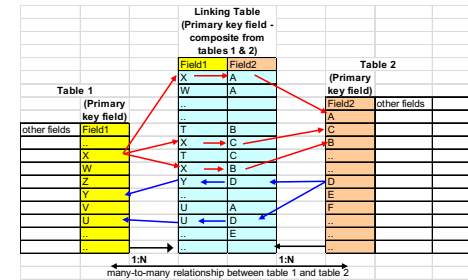 Linking Table
(Primary key field -
composite from
tables 1 & 2)
Field1 Field2 Table 2
X A (Primary
Table 1 W A key field)
(Primary .. Field2 other fields
key field) .. A
other fields Field1 T B C
.. X C B
X T C ..
W X B ..
Z Y D D
Y .. E
V U A F
U U D ..
.. .. E ..
.. .. ..
1:N 1:N
many-to-many relationship between table 1 and table 2